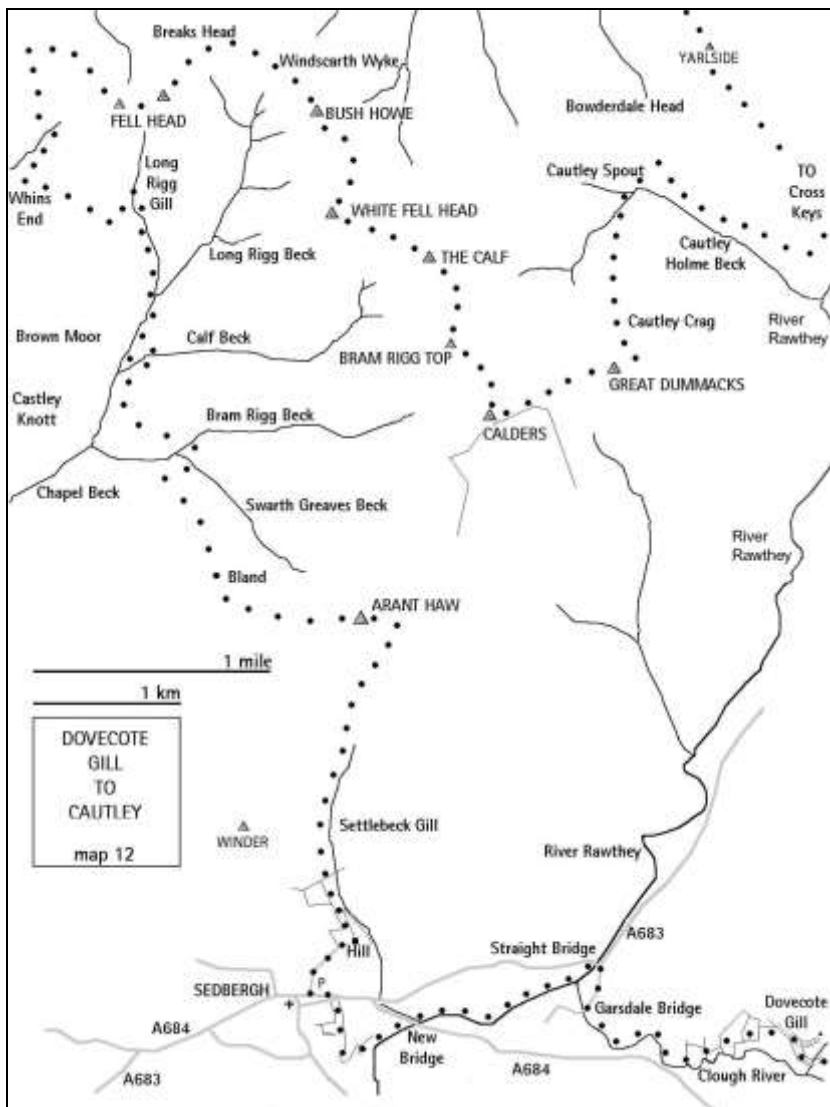 Breaks Head
Windscarth Wyke
YARLSIDE
FELL HEAD
BUSH HOWE
Bowderdale Head
Long
Rigg
Gill
Cautley Spout
TO
Cross
Keys
Whins
End
WHITE FELL HEAD
Long Rigg Beck
THE CALF
Cautley
Holme Beck
Brown Moor
Calf Beck
Cautley Crag
River
Rawthey
BRAM RIGG TOP
GREAT DUMMACKS
Castley
Knott
Bram Rigg Beck
CALDERS
Chapel Beck
Swarth Greaves Beck
River
Rawthey
Bland
ARANT HAW
1 mile
1 km
DOVECOTE
GILL
TO
CAUTLEY
map 12
WINDER
Settlebeck Gill
River Rawthey
Hill
Straight Bridge
A683
SEDBERGH
P
Garsdale Bridge
Dovecote
Gill
A684
New
Bridge
A683
A684
Clough River